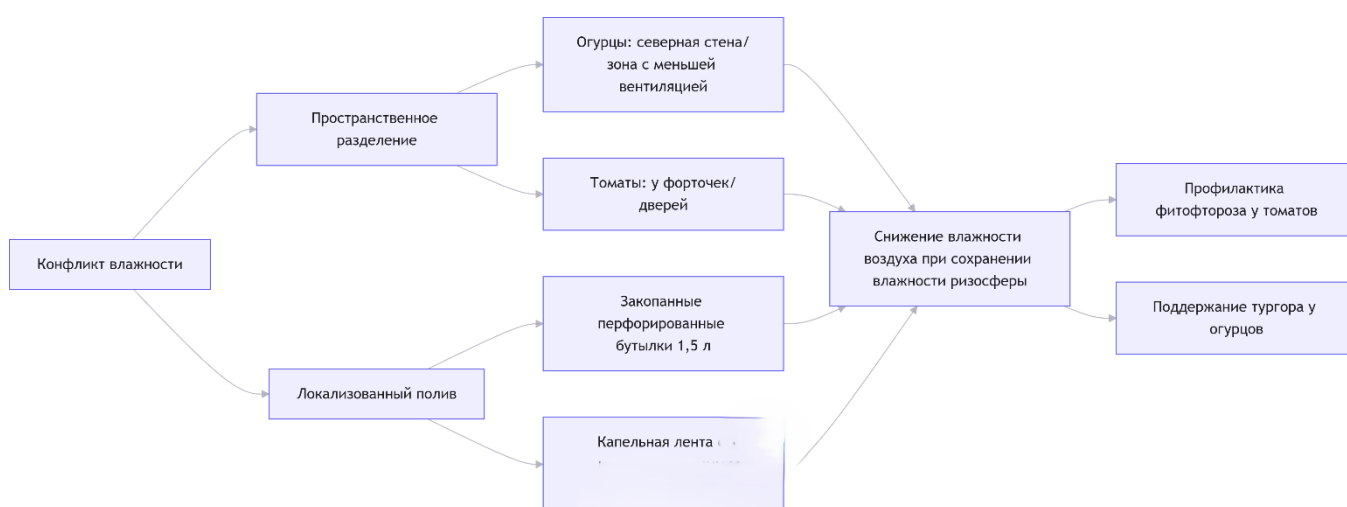 Огурцы: северная стена/
зона с меньшей
вентиляцией
Пространственное
разделение
Томаты: у форточек/
дверей
Профилактика
фитофтороза у томатов
Снижение влажности
воздуха при сохранении
влажности ризосферы
Конфликт влажности
Закопанные
перфорированные
бутылки 1,5 л
Поддержание тургора у
огурцов
Локализованный полив
Капельная лента